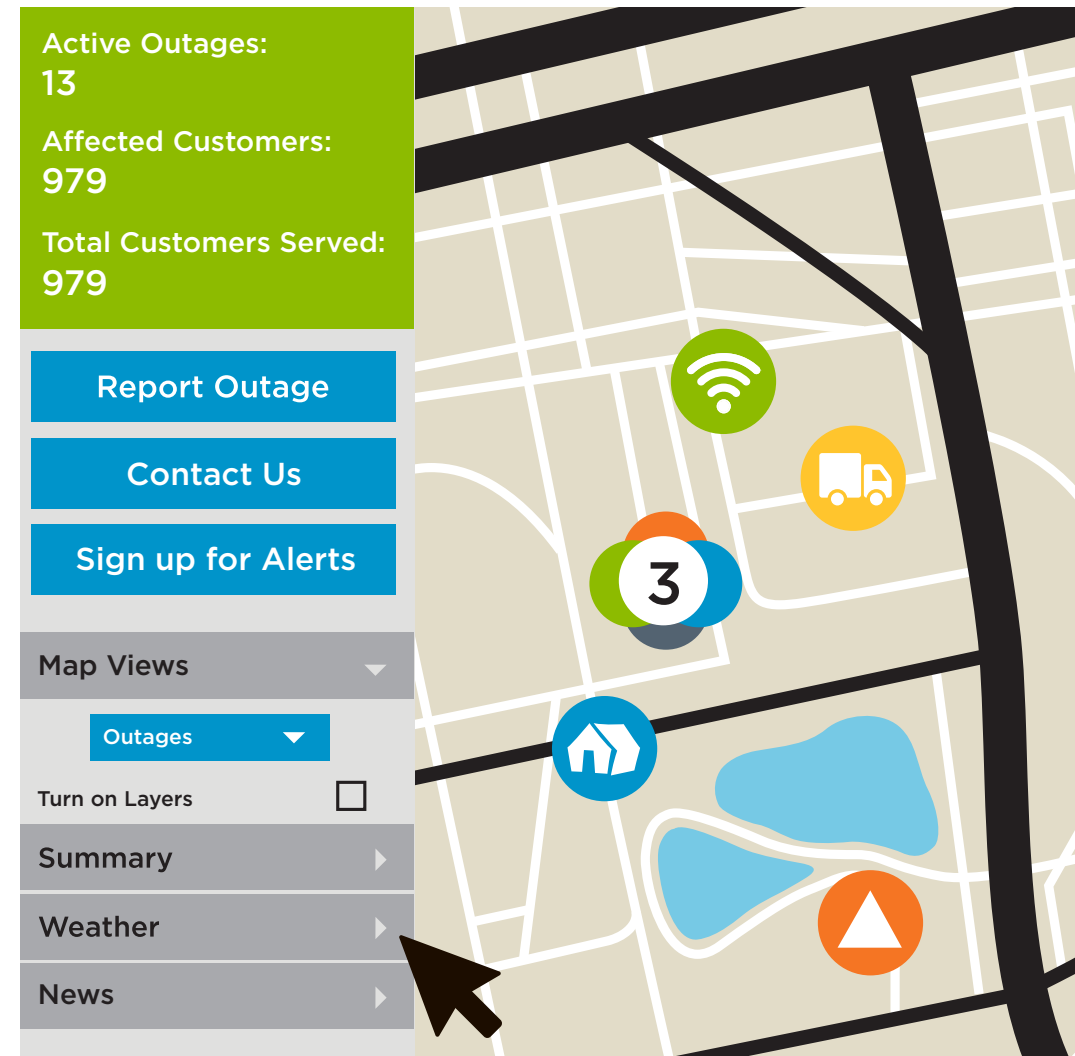 Active Outages:
13
Affected Customers:
979
Total Customers Served:
979
Report Outage
Contact Us
Sign up for Alerts
Map Views
Outages
Turn on Layers
Summary
Weather
News
3